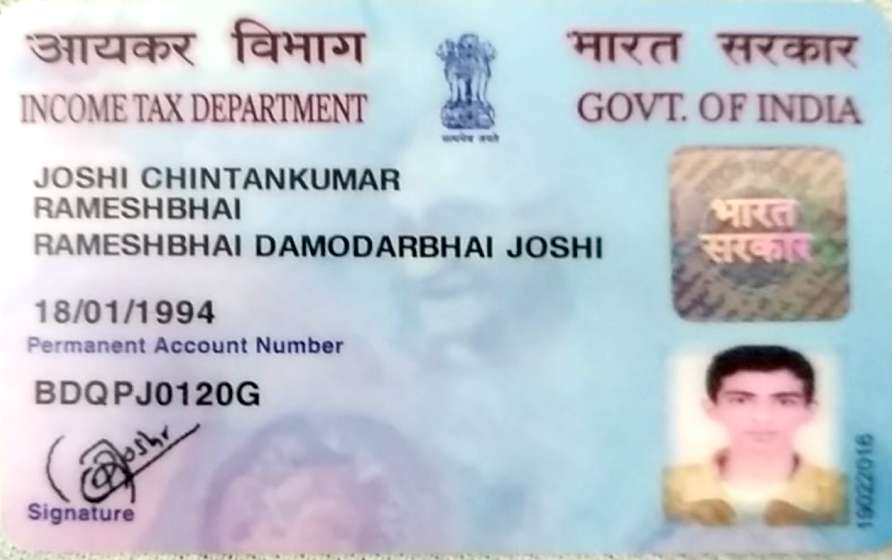 आयकर विभाग
INCOME TAX DEPARTMENT
भारत सरकार
GOVT. OF INDIA
सत्यमेव जयते
JOSHI CHINTANKUMAR
RAMESHBHAI
RAMESHBHAI DAMODARBHAI JOSHI
भारत
सरकार
18/01/1994
Permanent Account Number
BDQPJ0120G
Joshi
Signature
19022016